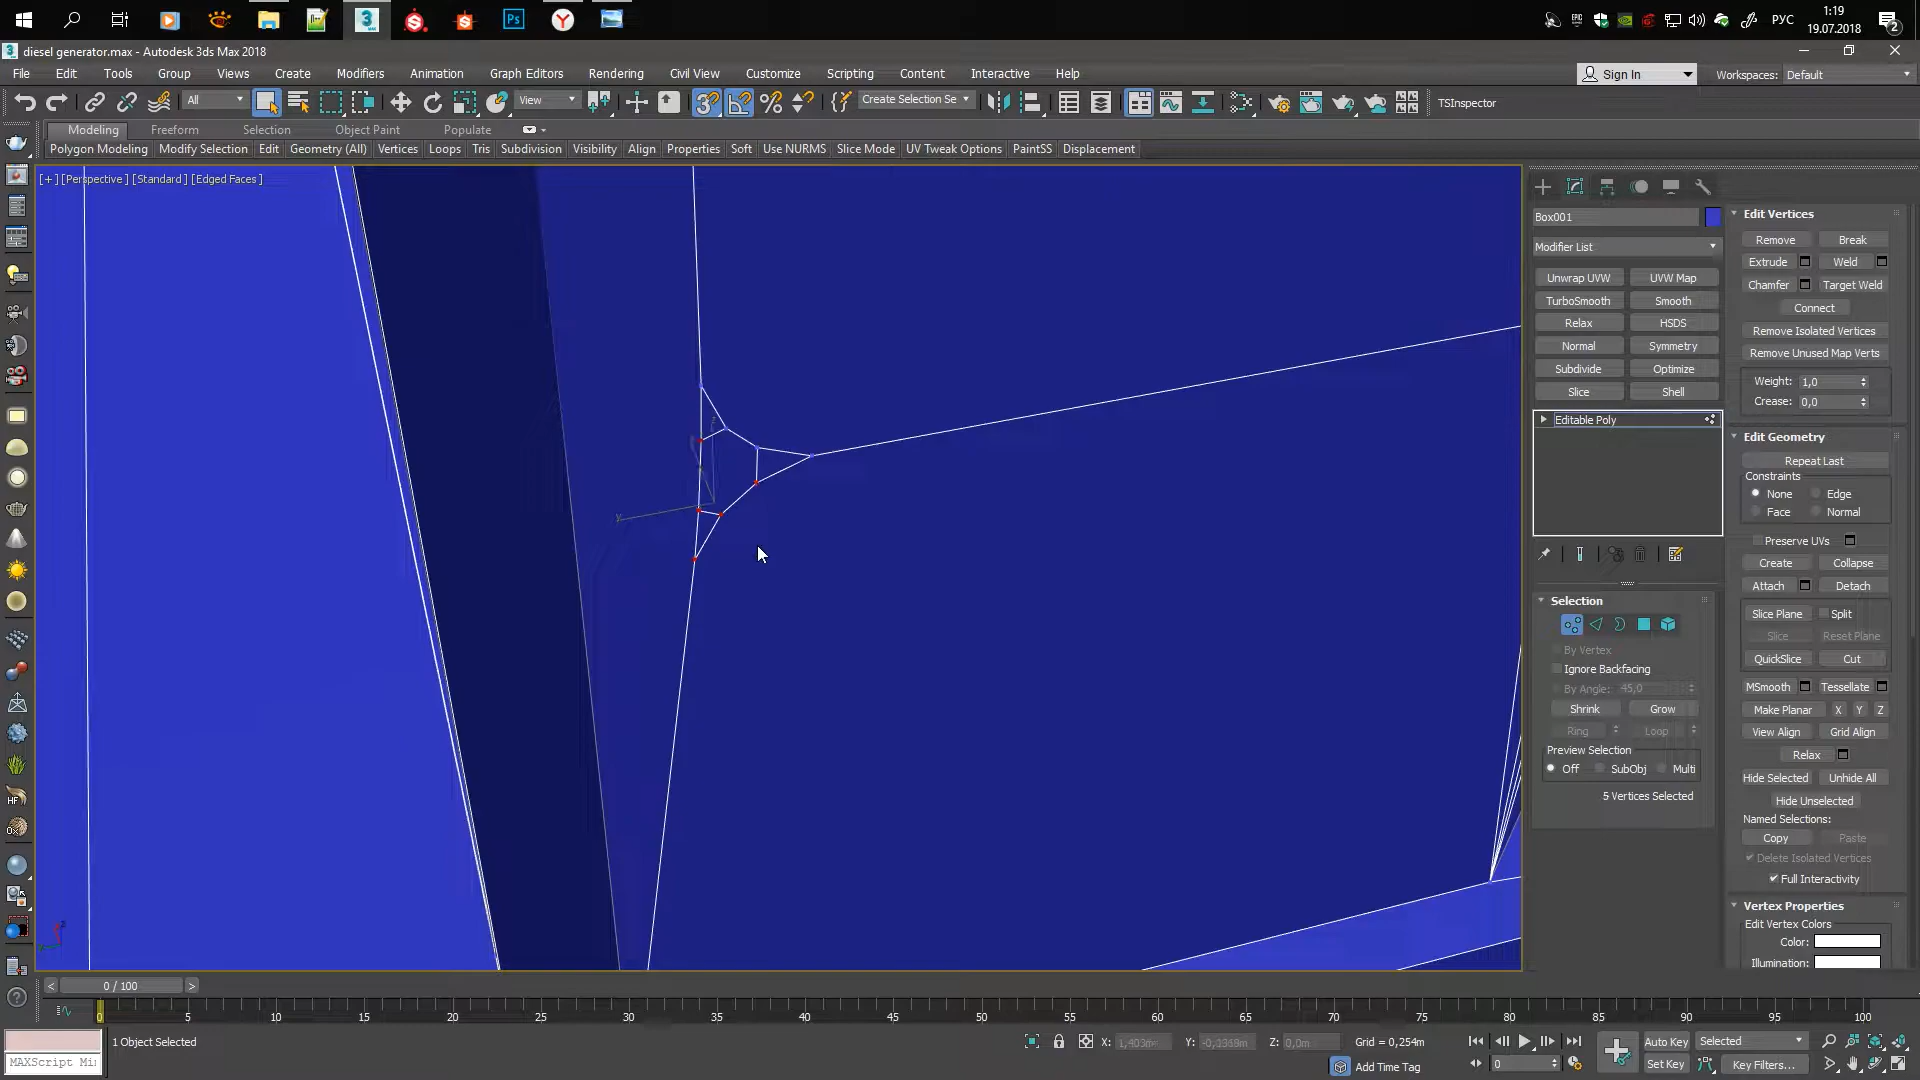 РУС
1:19
19.07.2018
2
diesel generator.max - Autodesk 3ds Max 2018
File Edit Tools Group Views Create Modifiers Animation Graph Editors Rendering Civil View Customize Scripting Content Interactive Help
Sign In
Workspaces: Default
All
View
Create Selection Se
TSInspector
Modeling Freeform Selection Object Paint Populate
Polygon Modeling Modify Selection Edit Geometry (All) Vertices Loops Tris Subdivision Visibility Align Properties Soft Use NURMS Slice Mode UV Tweak Options PaintSS Displacement
[+] [Perspective] [Standard] [Edged Faces]
Box001
Modifier List
Unwrap UVW UVW Map
TurboSmooth Smooth
Relax HSDS
Normal Symmetry
Subdivide Optimize
Slice Shell
Editable Poly
Selection
By Vertex
Ignore Backfacing
By Angle: 45,0
Shrink Grow
Ring Loop
Preview Selection
Off SubObj Multi
5 Vertices Selected
Edit Vertices
Remove Break
Extrude Weld
Chamfer Target Weld
Connect
Remove Isolated Vertices
Remove Unused Map Verts
Weight: 1,0
Crease: 0,0
Edit Geometry
Repeat Last
Constraints
None Edge
Face Normal
Preserve UVs
Create Collapse
Attach Detach
Slice Plane Split
Slice Reset Plane
QuickSlice Cut
MSmooth Tessellate
Make Planar X Y Z
View Align Grid Align
Relax
Hide Selected Unhide All
Hide Unselected
Named Selections:
Copy Paste
Delete Isolated Vertices
Full Interactivity
Vertex Properties
Edit Vertex Colors
Color:
Illumination:
< 0 / 100 >
0 5 10 15 20 25 30 35 40 45 50 55 60 65 70 75 80 85 90 95 100
MAXScript Mi
1 Object Selected
X: 1,403m Y: Z: 0,0m Grid = 0,254m
Add Time Tag
0
Auto Key Selected
Set Key Key Filters...